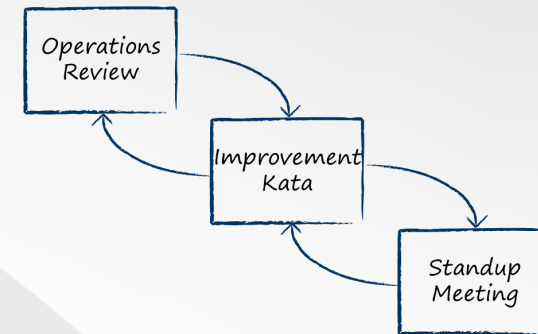 Operations
Review
Improvement
Kata
Standup
Meeting